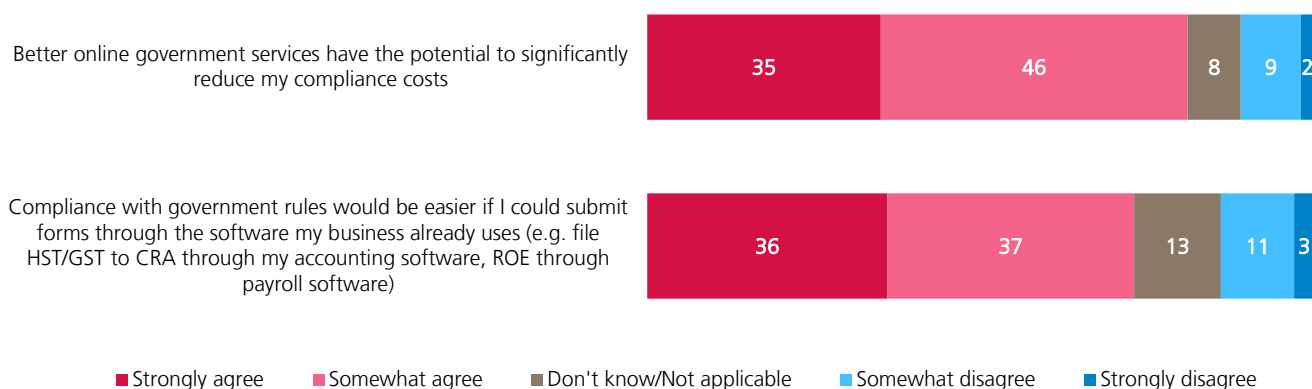 Better online government services have the potential to significantly
reduce my compliance costs
35 46 8 9 2
Compliance with government rules would be easier if I could submit
forms through the software my business already uses (e.g. file
HST/GST to CRA through my accounting software, ROE through
payroll software)
36 37 13 11 3
Strongly agree Somewhat agree Don't know/Not applicable Somewhat disagree Strongly disagree